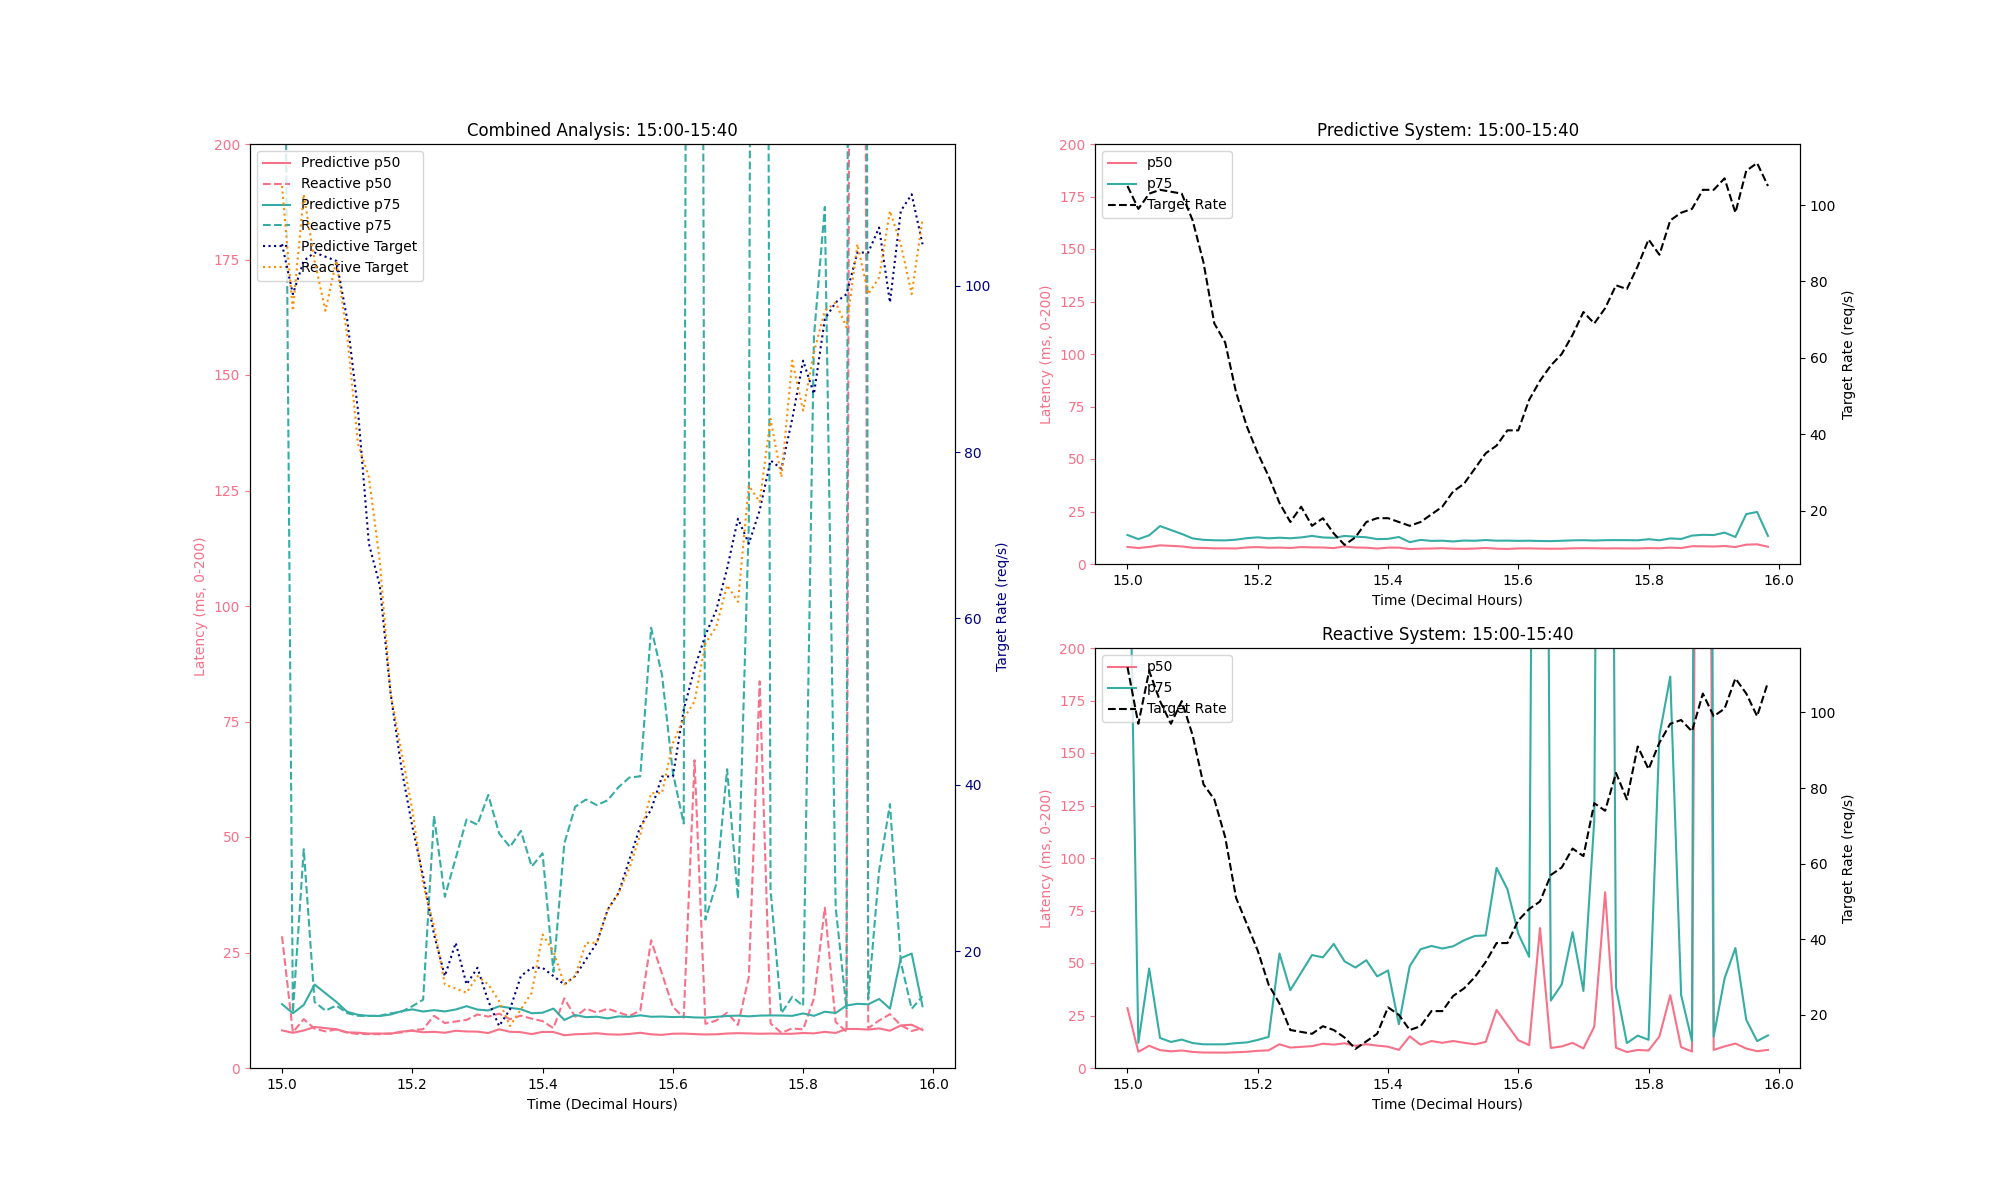 Combined Analysis: 15:00-15:40
Predictive p50
Reactive p50
Predictive p75
Reactive p75
Predictive Target
Reactive Target
200
175
150
125
100
75
50
25
0
Latency (ms, 0-200)
100
80
60
40
20
Target Rate (req/s)
15.0 15.2 15.4 15.6 15.8 16.0
Time (Decimal Hours)
Predictive System: 15:00-15:40
p50
p75
Target Rate
200
175
150
125
100
75
50
25
0
Latency (ms, 0-200)
100
80
60
40
20
Target Rate (req/s)
15.0 15.2 15.4 15.6 15.8 16.0
Time (Decimal Hours)
Reactive System: 15:00-15:40
p50
p75
Target Rate
200
175
150
125
100
75
50
25
0
Latency (ms, 0-200)
100
80
60
40
20
Target Rate (req/s)
15.0 15.2 15.4 15.6 15.8 16.0
Time (Decimal Hours)